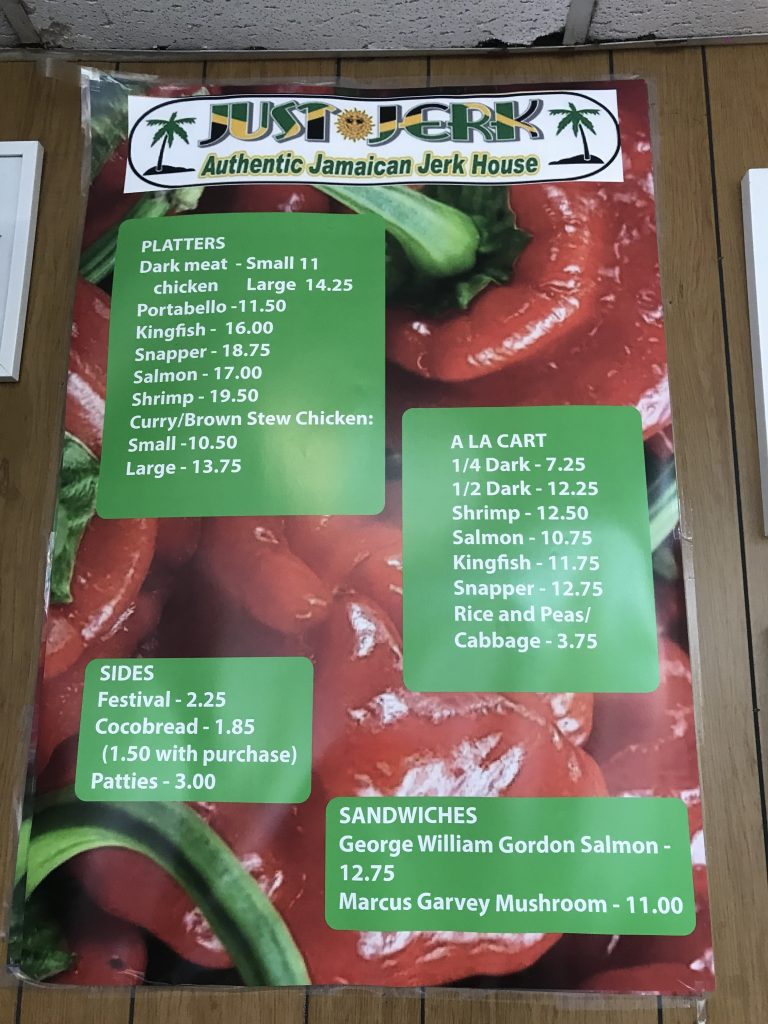 JUST JERK
Authentic Jamaican Jerk House
PLATTERS
Dark meat - Small 11
chicken Large 14.25
Portabello -11.50
Kingfish - 16.00
Snapper - 18.75
Salmon - 17.00
Shrimp - 19.50
Curry/Brown Stew Chicken:
Small -10.50
Large - 13.75
A LA CART
1/4 Dark - 7.25
1/2 Dark - 12.25
Shrimp - 12.50
Salmon - 10.75
Kingfish - 11.75
Snapper - 12.75
Rice and Peas/
Cabbage - 3.75
SIDES
Festival - 2.25
Cocobread - 1.85
(1.50 with purchase)
Patties - 3.00
SANDWICHES
George William Gordon Salmon -
12.75
Marcus Garvey Mushroom - 11.00